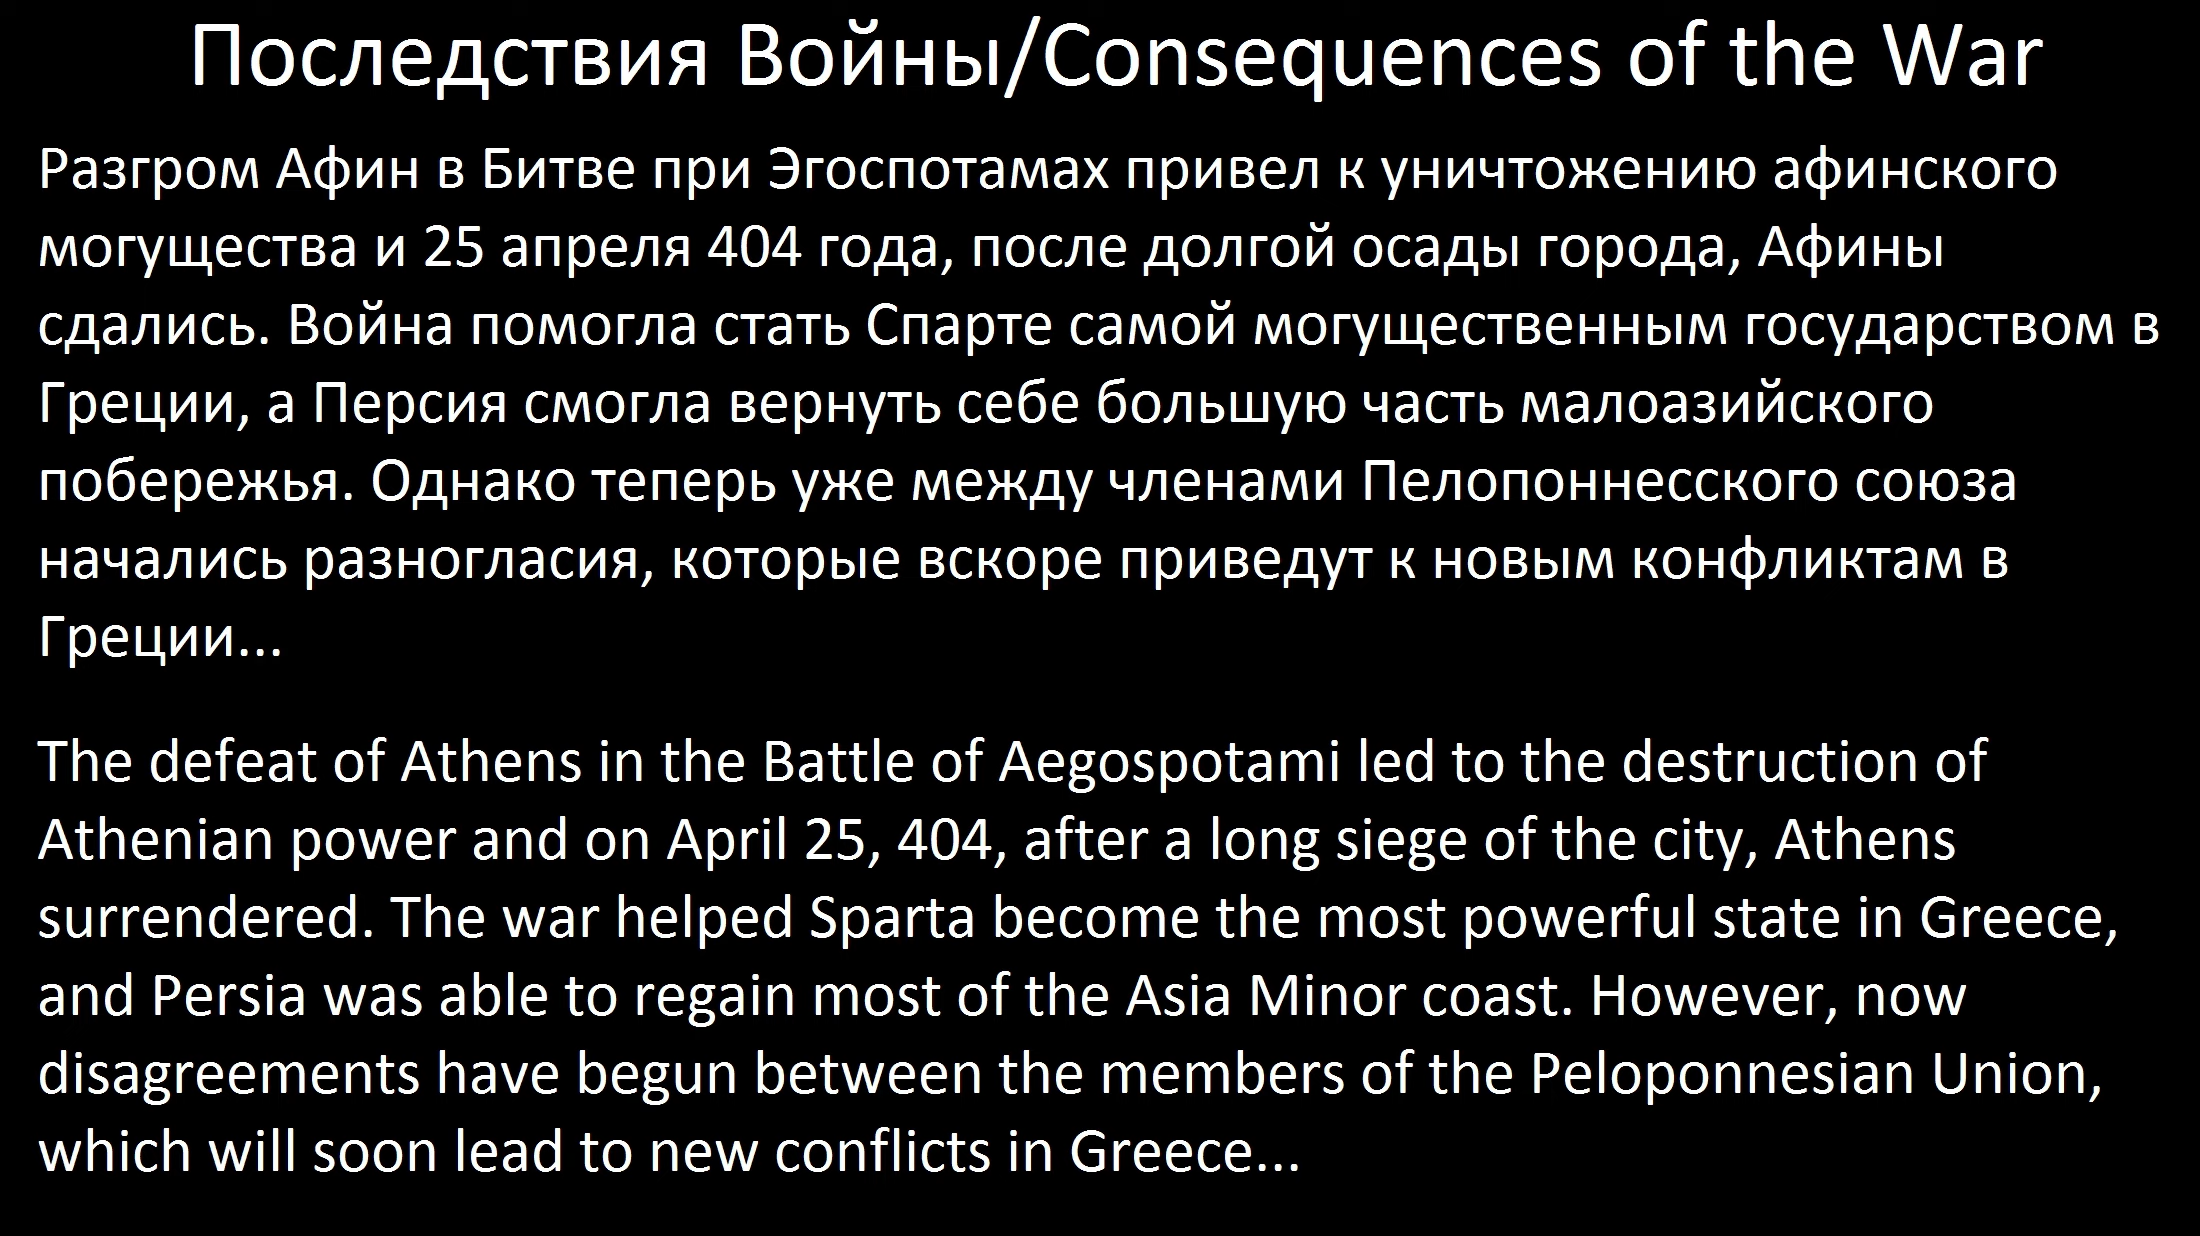 Последствия Войны/Consequences of the War
Разгром Афин в Битве при Эгоспотамах привел к уничтожению афинского
могущества и 25 апреля 404 года, после долгой осады города, Афины
сдались. Война помогла стать Спарте самой могущественным государством в
Греции, а Персия смогла вернуть себе большую часть малоазийского
побережья. Однако теперь уже между членами Пелопоннесского союза
начались разногласия, которые вскоре приведут к новым конфликтам в
Греции...
The defeat of Athens in the Battle of Aegospotami led to the destruction of
Athenian power and on April 25, 404, after a long siege of the city, Athens
surrendered. The war helped Sparta become the most powerful state in Greece,
and Persia was able to regain most of the Asia Minor coast. However, now
disagreements have begun between the members of the Peloponnesian Union,
which will soon lead to new conflicts in Greece...